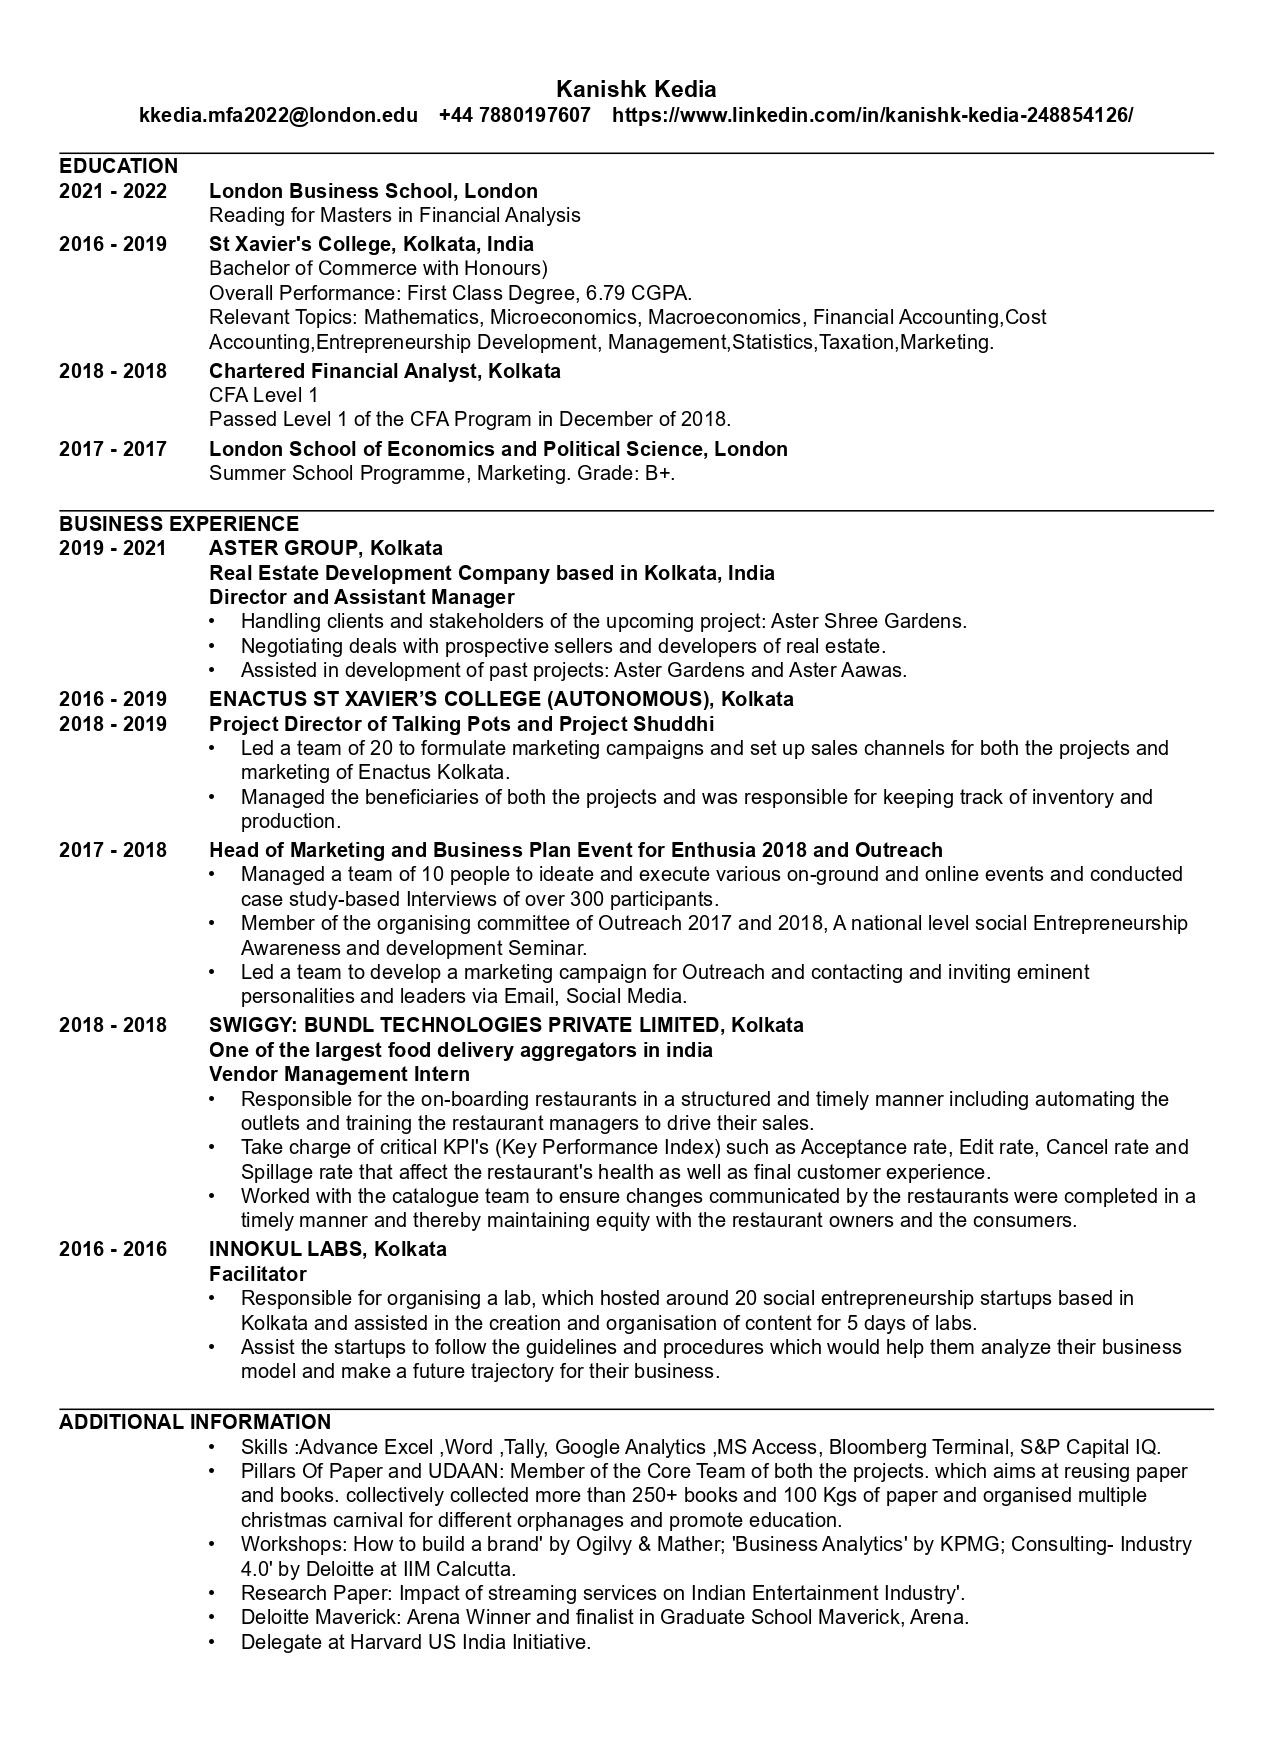 Kanishk Kedia
kkedia.mfa2022@london.edu +44 7880197607 https://www.linkedin.com/in/kanishk-kedia-248854126/
EDUCATION
2021 - 2022 London Business School, London
Reading for Masters in Financial Analysis
2016 - 2019 St Xavier's College, Kolkata, India
Bachelor of Commerce with Honours)
Overall Performance: First Class Degree, 6.79 CGPA.
Relevant Topics: Mathematics, Microeconomics, Macroeconomics, Financial Accounting,Cost
Accounting,Entrepreneurship Development, Management,Statistics,Taxation,Marketing.
2018 - 2018 Chartered Financial Analyst, Kolkata
CFA Level 1
Passed Level 1 of the CFA Program in December of 2018.
2017 - 2017 London School of Economics and Political Science, London
Summer School Programme, Marketing. Grade: B+.
BUSINESS EXPERIENCE
2019 - 2021 ASTER GROUP, Kolkata
Real Estate Development Company based in Kolkata, India
Director and Assistant Manager
• Handling clients and stakeholders of the upcoming project: Aster Shree Gardens.
• Negotiating deals with prospective sellers and developers of real estate.
• Assisted in development of past projects: Aster Gardens and Aster Aawas.
2016 - 2019 ENACTUS ST XAVIER’S COLLEGE (AUTONOMOUS), Kolkata
2018 - 2019 Project Director of Talking Pots and Project Shuddhi
• Led a team of 20 to formulate marketing campaigns and set up sales channels for both the projects and
marketing of Enactus Kolkata.
• Managed the beneficiaries of both the projects and was responsible for keeping track of inventory and
production.
2017 - 2018 Head of Marketing and Business Plan Event for Enthusia 2018 and Outreach
• Managed a team of 10 people to ideate and execute various on-ground and online events and conducted
case study-based Interviews of over 300 participants.
• Member of the organising committee of Outreach 2017 and 2018, A national level social Entrepreneurship
Awareness and development Seminar.
• Led a team to develop a marketing campaign for Outreach and contacting and inviting eminent
personalities and leaders via Email, Social Media.
2018 - 2018 SWIGGY: BUNDL TECHNOLOGIES PRIVATE LIMITED, Kolkata
One of the largest food delivery aggregators in india
Vendor Management Intern
• Responsible for the on-boarding restaurants in a structured and timely manner including automating the
outlets and training the restaurant managers to drive their sales.
• Take charge of critical KPI's (Key Performance Index) such as Acceptance rate, Edit rate, Cancel rate and
Spillage rate that affect the restaurant's health as well as final customer experience.
• Worked with the catalogue team to ensure changes communicated by the restaurants were completed in a
timely manner and thereby maintaining equity with the restaurant owners and the consumers.
2016 - 2016 INNOKUL LABS, Kolkata
Facilitator
• Responsible for organising a lab, which hosted around 20 social entrepreneurship startups based in
Kolkata and assisted in the creation and organisation of content for 5 days of labs.
• Assist the startups to follow the guidelines and procedures which would help them analyze their business
model and make a future trajectory for their business.
ADDITIONAL INFORMATION
• Skills :Advance Excel ,Word ,Tally, Google Analytics ,MS Access, Bloomberg Terminal, S&P Capital IQ.
• Pillars Of Paper and UDAAN: Member of the Core Team of both the projects. which aims at reusing paper
and books. collectively collected more than 250+ books and 100 Kgs of paper and organised multiple
christmas carnival for different orphanages and promote education.
• Workshops: How to build a brand' by Ogilvy & Mather; 'Business Analytics' by KPMG; Consulting- Industry
4.0' by Deloitte at IIM Calcutta.
• Research Paper: Impact of streaming services on Indian Entertainment Industry'.
• Deloitte Maverick: Arena Winner and finalist in Graduate School Maverick, Arena.
• Delegate at Harvard US India Initiative.